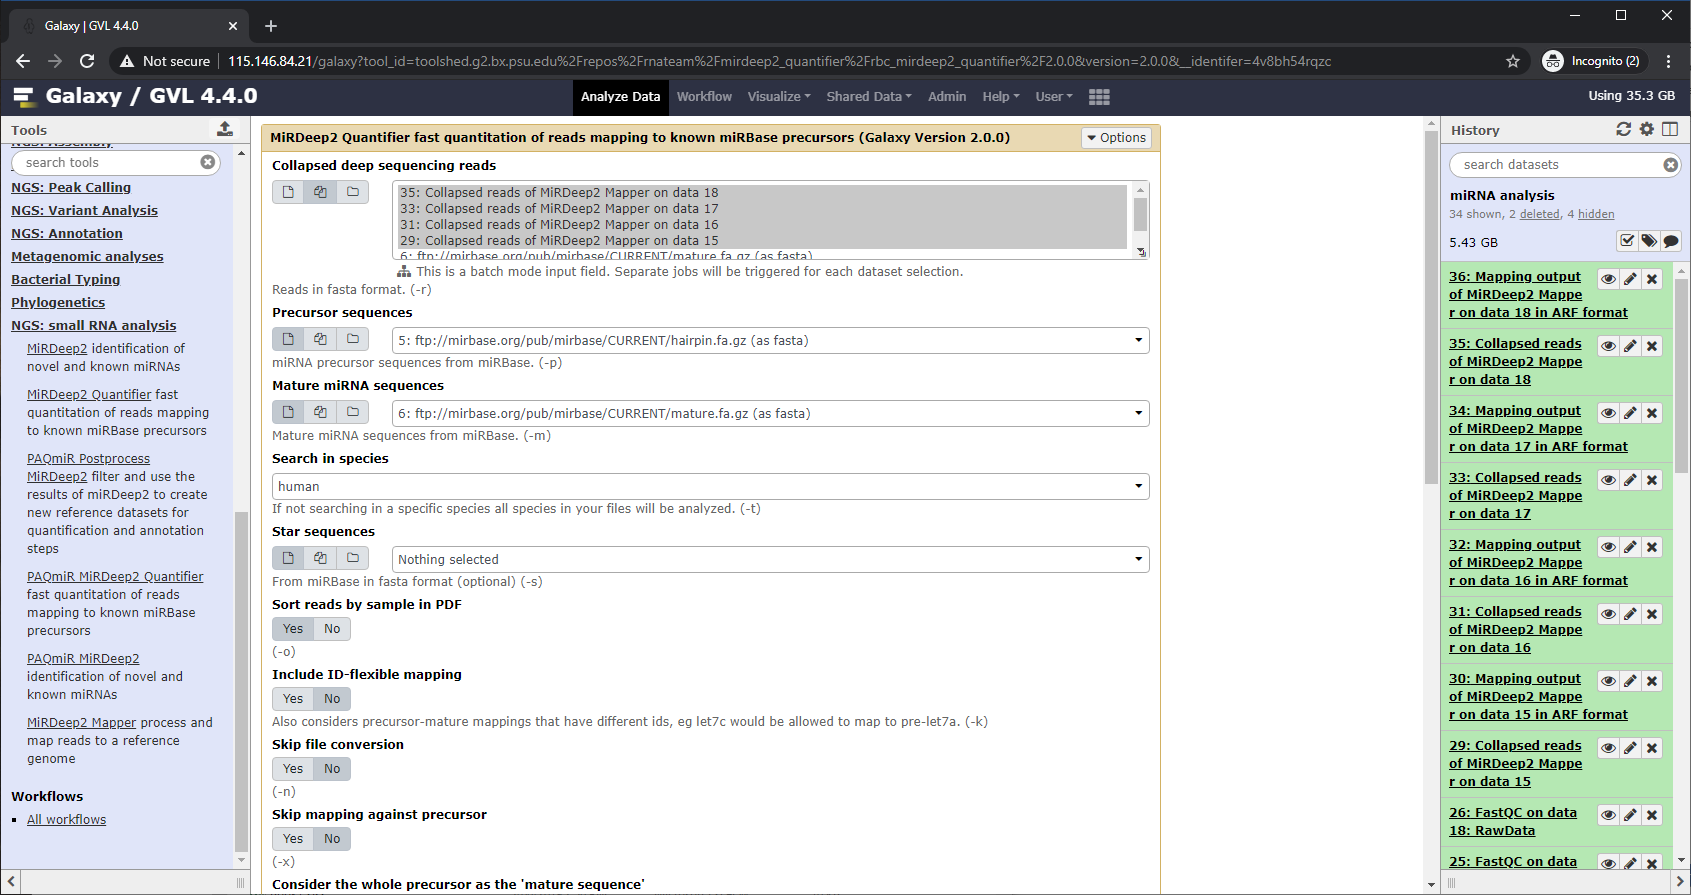 Galaxy | GVL 4.4.0
Not secure
115.146.84.21/galaxy?tool_id=toolshed.g2.bx.psu.edu%2Frepos%2Frnateam%2Fmirdeep2_quantifier%2Frbc_mirdeep2_quantifier%2F2.0.0&version=2.0.0&__identifer=4v8bh54rqzc
Incognito (2)
Galaxy / GVL 4.4.0
Analyze Data
Workflow
Visualize
Shared Data
Admin
Help
User
Using 35.3 GB
Tools
NGS: Assembly
search tools
NGS: Peak Calling
NGS: Variant Analysis
NGS: Annotation
Metagenomic analyses
Bacterial Typing
Phylogenetics
NGS: small RNA analysis
MiRDeep2 identification of
novel and known miRNAs
MiRDeep2 Quantifier fast
quantitation of reads mapping
to known miRBase precursors
PAQmiR Postprocess
MiRDeep2 filter and use the
results of miRDeep2 to create
new reference datasets for
quantification and annotation
steps
PAQmiR MiRDeep2 Quantifier
fast quantitation of reads
mapping to known miRBase
precursors
PAQmiR MiRDeep2
identification of novel and
known miRNAs
MiRDeep2 Mapper process and
map reads to a reference
genome
Workflows
All workflows
MiRDeep2 Quantifier fast quantitation of reads mapping to known miRBase precursors (Galaxy Version 2.0.0)
Options
Collapsed deep sequencing reads
35: Collapsed reads of MiRDeep2 Mapper on data 18
33: Collapsed reads of MiRDeep2 Mapper on data 17
31: Collapsed reads of MiRDeep2 Mapper on data 16
29: Collapsed reads of MiRDeep2 Mapper on data 15
6: ftp://mirbase.org/pub/mirbase/CURRENT/mature.fa.gz (as fasta)
This is a batch mode input field. Separate jobs will be triggered for each dataset selection.
Reads in fasta format. (-r)
Precursor sequences
5: ftp://mirbase.org/pub/mirbase/CURRENT/hairpin.fa.gz (as fasta)
miRNA precursor sequences from miRBase. (-p)
Mature miRNA sequences
6: ftp://mirbase.org/pub/mirbase/CURRENT/mature.fa.gz (as fasta)
Mature miRNA sequences from miRBase. (-m)
Search in species
human
If not searching in a specific species all species in your files will be analyzed. (-t)
Star sequences
Nothing selected
From miRBase in fasta format (optional) (-s)
Sort reads by sample in PDF
Yes No
(-o)
Include ID-flexible mapping
Yes No
Also considers precursor-mature mappings that have different ids, eg let7c would be allowed to map to pre-let7a. (-k)
Skip file conversion
Yes No
(-n)
Skip mapping against precursor
Yes No
(-x)
Consider the whole precursor as the 'mature sequence'
History
search datasets
miRNA analysis
34 shown, 2 deleted, 4 hidden
5.43 GB
36: Mapping output
of MiRDeep2 Mappe
r on data 18 in ARF format
35: Collapsed reads
of MiRDeep2 Mappe
r on data 18
34: Mapping output
of MiRDeep2 Mappe
r on data 17 in ARF format
33: Collapsed reads
of MiRDeep2 Mappe
r on data 17
32: Mapping output
of MiRDeep2 Mappe
r on data 16 in ARF format
31: Collapsed reads
of MiRDeep2 Mappe
r on data 16
30: Mapping output
of MiRDeep2 Mappe
r on data 15 in ARF format
29: Collapsed reads
of MiRDeep2 Mappe
r on data 15
26: FastQC on data
18: RawData
25: FastQC on data